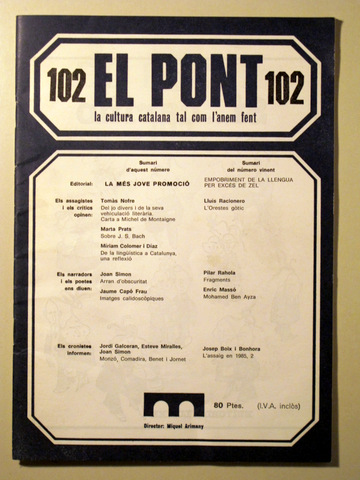 102 EL PONT 102
la cultura catalana tal com l'anem fent
Sumari
d'aquest número
Sumari
del número vinent
Editorial:
LA MÉS JOVE PROMOCIÓ
EMPOBRIMENT DE LA LLENGUA
PER EXCÉS DE ZEL
Els assagistes
i els crítics
opinen:
Tomàs Nofre
Del jo divers i de la seva
vehiculació literària.
Carta a Michel de Montaigne
Lluís Racionero
L'Orestes gòtic
Marta Prats
Sobre J. S. Bach
Míriam Colomer i Díaz
De la lingüística a Catalunya,
una reflexió
Els narradors
i els poetes
ens diuen:
Joan Simon
Arran d'obscuritat
Jaume Capó Frau
Imatges calidoscòpiques
Pilar Rahola
Fragments
Enric Massó
Mohamed Ben Ayza
Els cronistes
informen:
Jordi Galceran, Esteve Miralles,
Joan Simon
Monzó, Comadira, Benet i Jornet
Josep Boix i Bonhora
L'assaig en 1985, 2
80 Ptes. (I.V.A. inclòs)
Director: Miquel Arimany